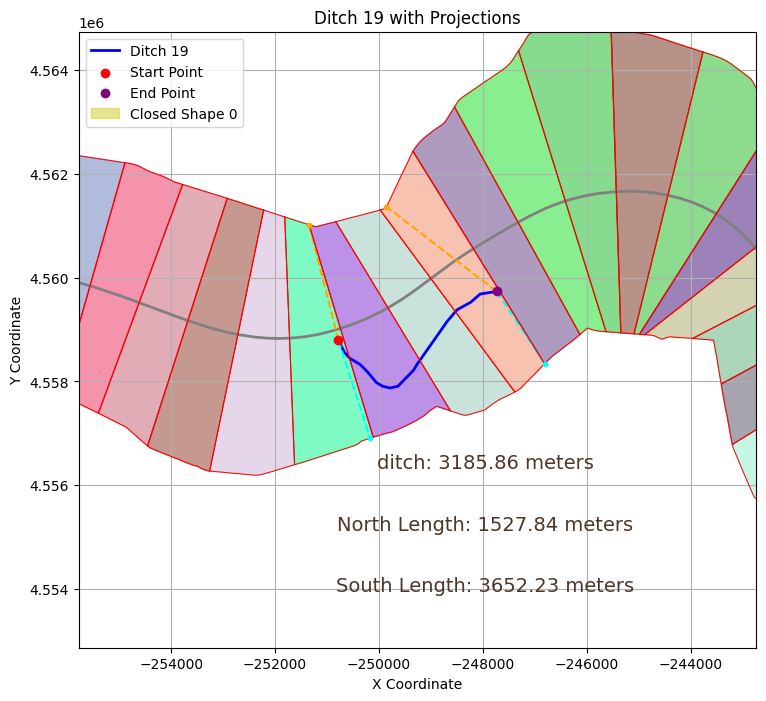 Ditch 19 with Projections
1e6
Ditch 19
Start Point
End Point
Closed Shape 0
4.564
4.562
4.560
4.558
4.556
4.554
Y Coordinate
ditch: 3185.86 meters
North Length: 1527.84 meters
South Length: 3652.23 meters
−254000 −252000 −250000 −248000 −246000 −244000
X Coordinate